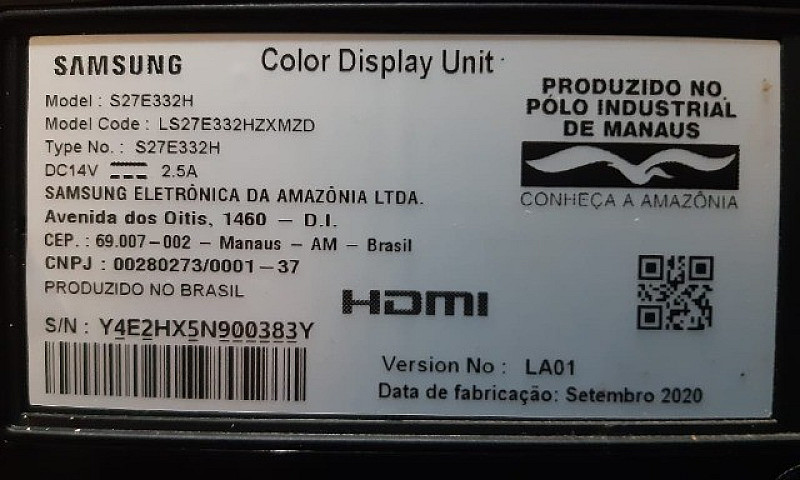 SAMSUNG
Color Display Unit
Model : S27E332H
Model Code : LS27E332HZXMZD
Type No. : S27E332H
DC14V 2.5A
SAMSUNG ELETRÔNICA DA AMAZÔNIA LTDA.
Avenida dos Oitis, 1460 – D.I.
CEP. : 69.007–002 – Manaus – AM – Brasil
CNPJ : 00280273/0001–37
PRODUZIDO NO BRASIL
S/N : Y4E2HX5N900383Y
PRODUZIDO NO
PÓLO INDUSTRIAL
DE MANAUS
CONHEÇA A AMAZÔNIA
HDMI
Version No : LA01
Data de fabricação: Setembro 2020